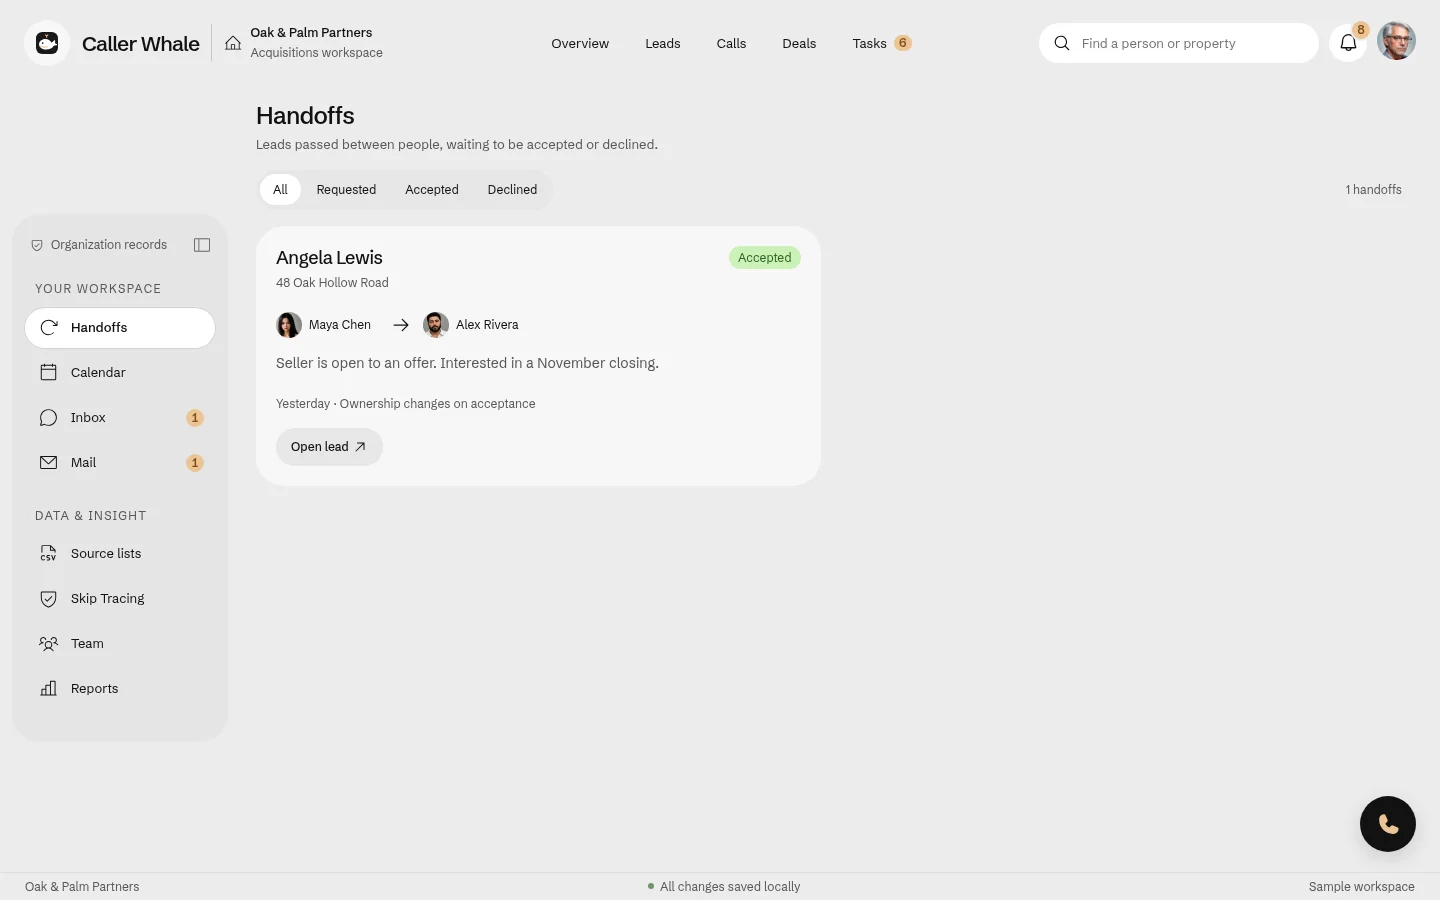 Caller Whale
Oak & Palm Partners
Acquisitions workspace
Overview
Leads
Calls
Deals
Tasks 6
Find a person or property
8
Handoffs
Leads passed between people, waiting to be accepted or declined.
All
Requested
Accepted
Declined
1 handoffs
Organization records
YOUR WORKSPACE
Handoffs
Calendar
Inbox 1
Mail 1
DATA & INSIGHT
CSV
Source lists
Skip Tracing
Team
Reports
Angela Lewis
Accepted
48 Oak Hollow Road
Maya Chen
Alex Rivera
Seller is open to an offer. Interested in a November closing.
Yesterday · Ownership changes on acceptance
Open lead
Oak & Palm Partners
All changes saved locally
Sample workspace